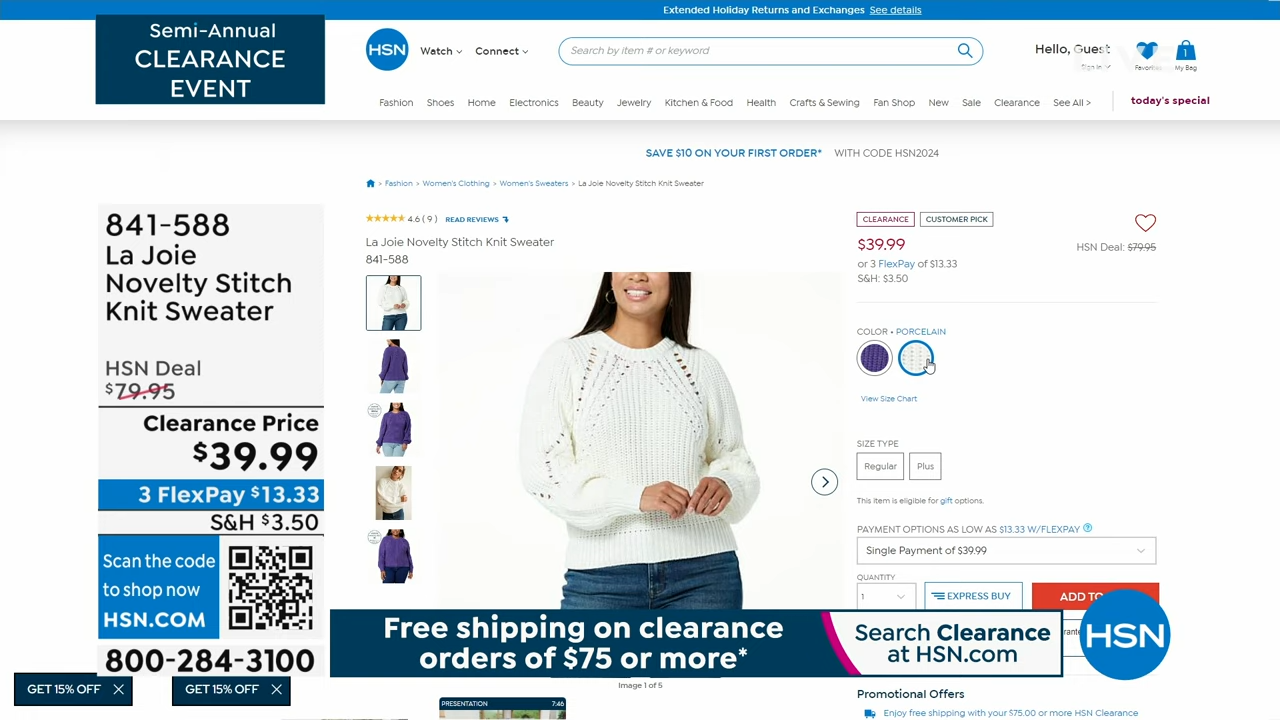 Extended Holiday Returns and Exchanges See details
Semi-Annual
CLEARANCE
EVENT
HSN
Watch
Connect
Search by item # or keyword
Hello, Guest
Sign In
Favorites
1
My Bag
Fashion Shoes Home Electronics Beauty Jewelry Kitchen & Food Health Crafts & Sewing Fan Shop New Sale Clearance See All > today's special
SAVE $10 ON YOUR FIRST ORDER* WITH CODE HSN2024
> Fashion > Women's Clothing > Women's Sweaters > La Joie Novelty Stitch Knit Sweater
841-588
La Joie
Novelty Stitch
Knit Sweater
HSN Deal
$79.95
Clearance Price
$39.99
3 FlexPay $13.33
S&H $3.50
Scan the code
to shop now
HSN.COM
800-284-3100
GET 15% OFF
GET 15% OFF
4.6 ( 9 ) READ REVIEWS
La Joie Novelty Stitch Knit Sweater
841-588
CLEARANCE
CUSTOMER PICK
$39.99
HSN Deal: $79.95
or 3 FlexPay of $13.33
S&H: $3.50
COLOR • PORCELAIN
View Size Chart
SIZE TYPE
Regular
Plus
This item is eligible for gift options.
PAYMENT OPTIONS AS LOW AS $13.33 W/FLEXPAY ?
Single Payment of $39.99
QUANTITY
1
EXPRESS BUY
ADD TO
Free shipping on clearance
orders of $75 or more*
Search Clearance
at HSN.com
HSN
Image 1 of 5
PRESENTATION 7:46
Promotional Offers
Enjoy free shipping with your $75.00 or more HSN Clearance